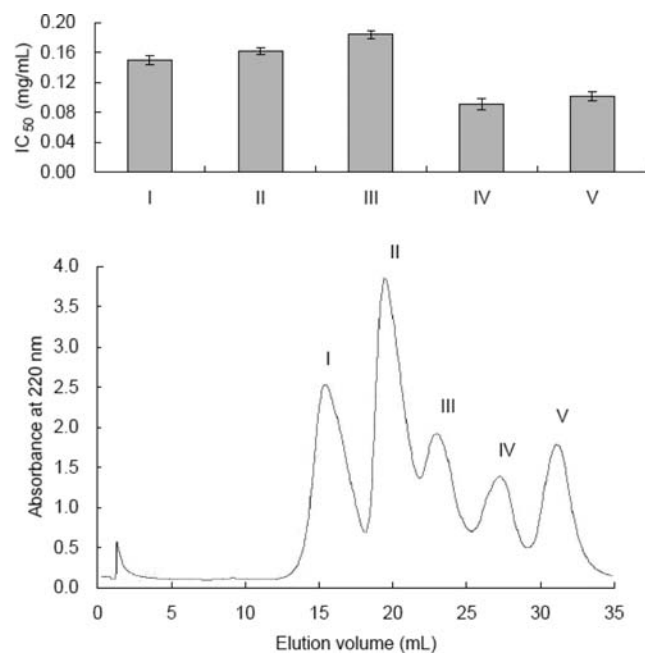 0.20
0.16
0.12
0.08
0.04
0.00
IC50 (mg/mL)
I II III IV V
4.0
3.5
3.0
2.5
2.0
1.5
1.0
0.5
0.0
Absorbance at 220 nm
I
II
III
IV
V
0 5 10 15 20 25 30 35
Elution volume (mL)